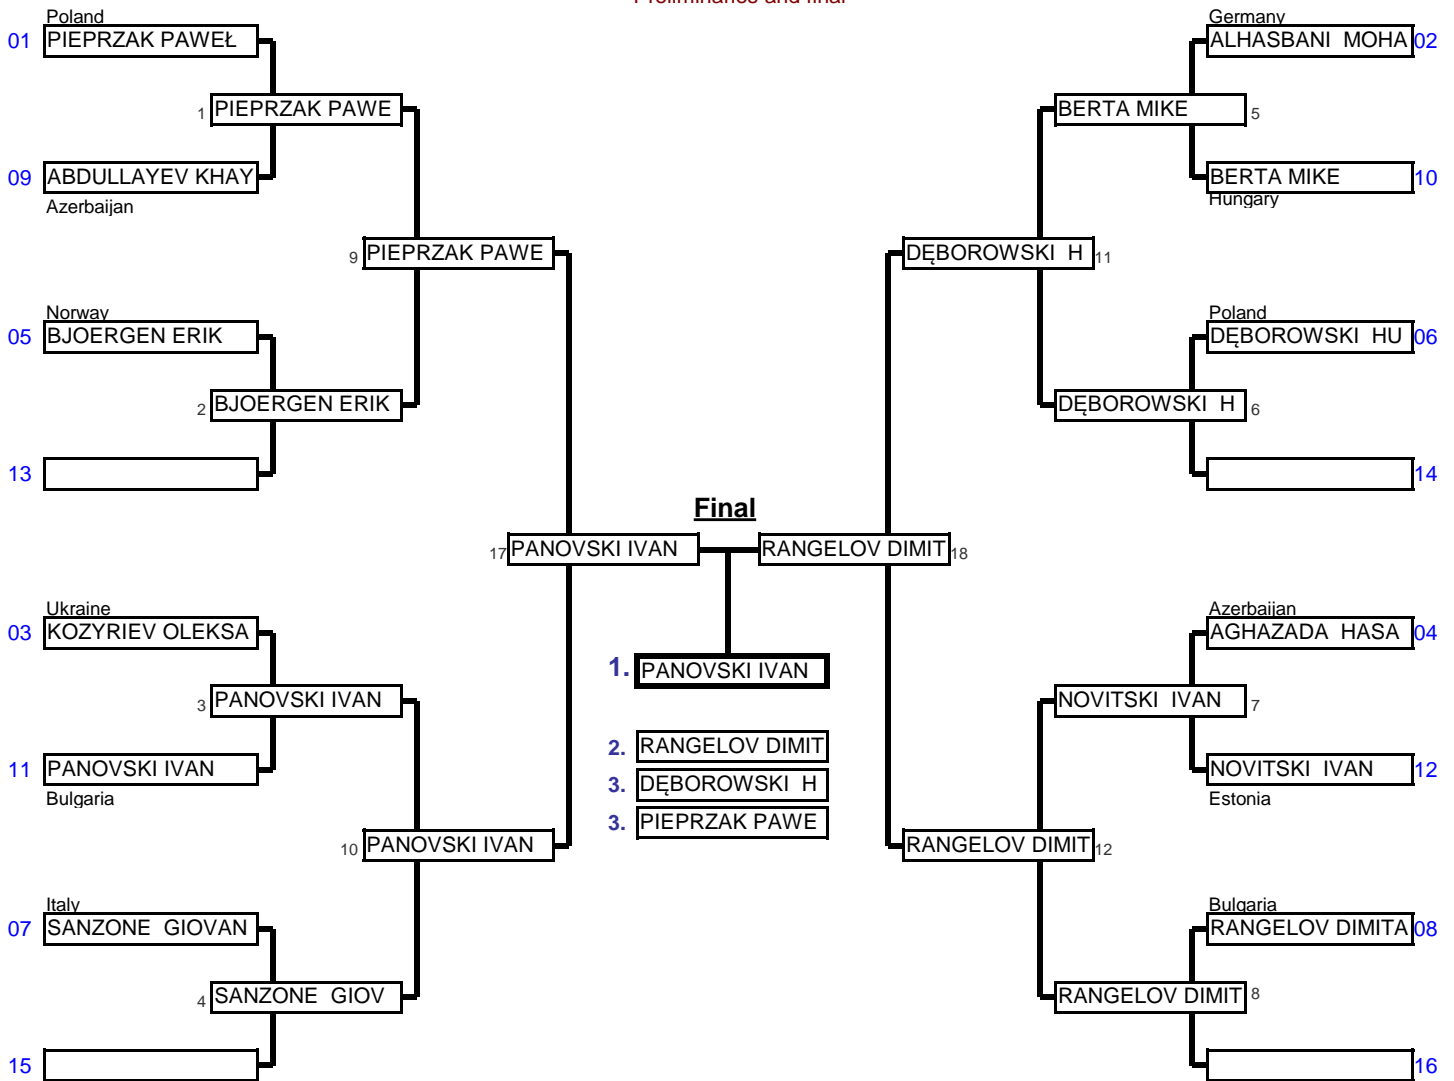 Preliminaries and final
Poland
01 PIEPRZAK PAWEŁ
1 PIEPRZAK PAWE
09 ABDULLAYEV KHAY
Azerbaijan
9 PIEPRZAK PAWE
Norway
05 BJOERGEN ERIK
2 BJOERGEN ERIK
13
17 PANOVSKI IVAN
Ukraine
03 KOZYRIEV OLEKSA
3 PANOVSKI IVAN
11 PANOVSKI IVAN
Bulgaria
10 PANOVSKI IVAN
Italy
07 SANZONE GIOVAN
4 SANZONE GIOV
15
Final
1. PANOVSKI IVAN
2. RANGELOV DIMIT
3. DĘBOROWSKI H
3. PIEPRZAK PAWE
Germany
ALHASBANI MOHA 02
BERTA MIKE 5
BERTA MIKE 10
Hungary
DĘBOROWSKI H 11
Poland
DĘBOROWSKI HU 06
DĘBOROWSKI H 6
14
RANGELOV DIMIT 18
Azerbaijan
AGHAZADA HASA 04
NOVITSKI IVAN 7
NOVITSKI IVAN 12
Estonia
RANGELOV DIMIT 12
Bulgaria
RANGELOV DIMITA 08
RANGELOV DIMIT 8
16